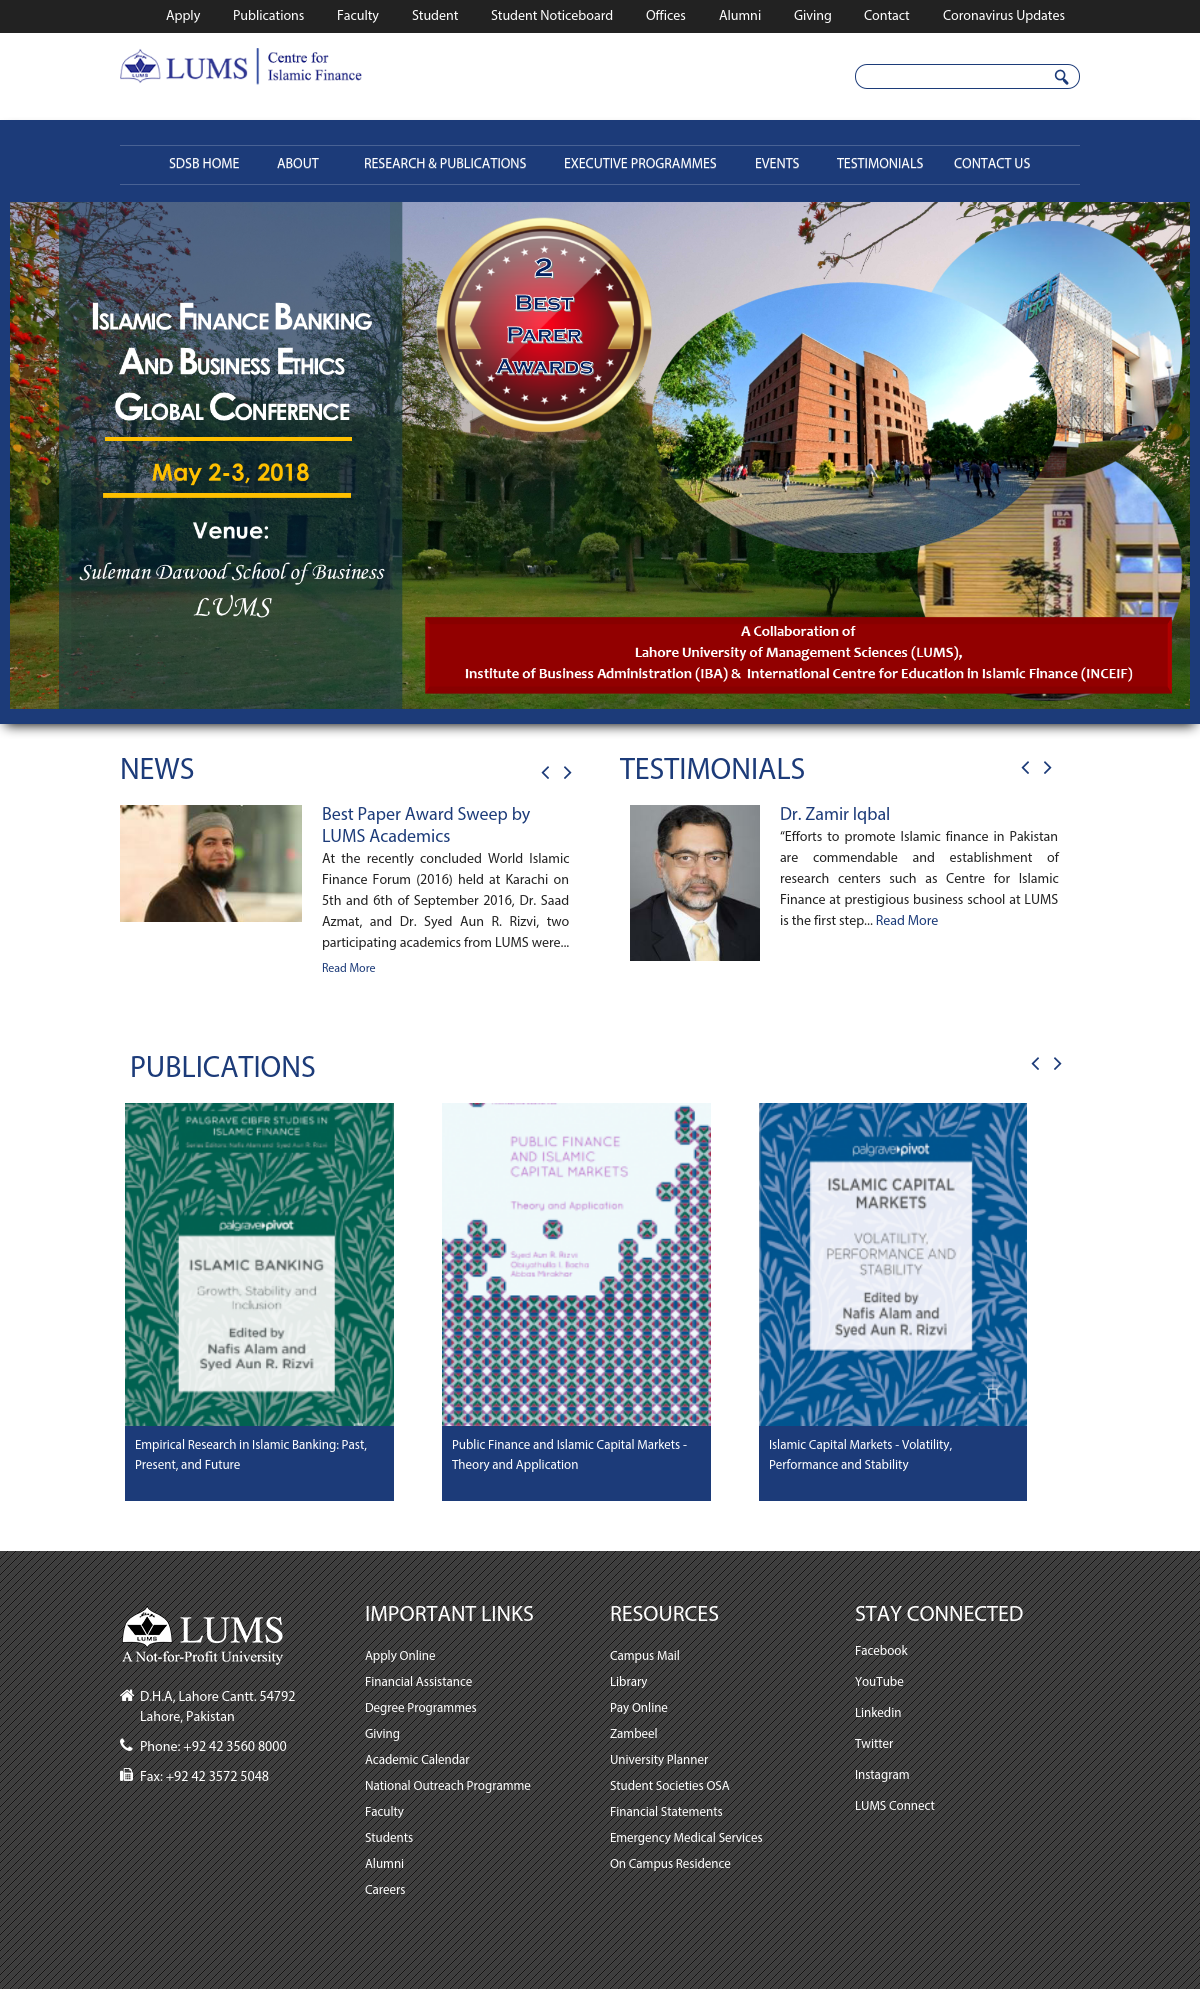 Apply Publications Faculty Student Student Noticeboard Offices Alumni Giving Contact Coronavirus Updates
LUMS Centre for
Islamic Finance
LUMS
SDSB HOME ABOUT RESEARCH & PUBLICATIONS EXECUTIVE PROGRAMMES EVENTS TESTIMONIALS CONTACT US
2
BEST
PARER
AWARDS
ISLAMIC FINANCE BANKING
AND BUSINESS ETHICS
GLOBAL CONFERENCE
May 2-3, 2018
Venue:
Suleman Dawood School of Business
LUMS
INCEIF
ISRA
IBA
A Collaboration of
Lahore University of Management Sciences (LUMS),
Institute of Business Administration (IBA) & International Centre for Education in Islamic Finance (INCEIF)
NEWS
Best Paper Award Sweep by
LUMS Academics
At the recently concluded World Islamic
Finance Forum (2016) held at Karachi on
5th and 6th of September 2016, Dr. Saad
Azmat, and Dr. Syed Aun R. Rizvi, two
participating academics from LUMS were...
Read More
TESTIMONIALS
Dr. Zamir Iqbal
“Efforts to promote Islamic finance in Pakistan
are commendable and establishment of
research centers such as Centre for Islamic
Finance at prestigious business school at LUMS
is the first step... Read More
PUBLICATIONS
PALGRAVE CIBFR STUDIES IN
ISLAMIC FINANCE
Series Editors: Nafis Alam and Syed Aun R. Rizvi
palgrave pivot
ISLAMIC BANKING
Growth, Stability and
Inclusion
Edited by
Nafis Alam and
Syed Aun R. Rizvi
Empirical Research in Islamic Banking: Past,
Present, and Future
PUBLIC FINANCE
AND ISLAMIC
CAPITAL MARKETS
Theory and Application
Syed Aun R. Rizvi
Obiyathulla I. Bacha
Abbas Mirakhor
Public Finance and Islamic Capital Markets -
Theory and Application
palgrave pivot
ISLAMIC CAPITAL
MARKETS
VOLATILITY,
PERFORMANCE AND
STABILITY
Edited by
Nafis Alam and
Syed Aun R. Rizvi
Islamic Capital Markets - Volatility,
Performance and Stability
LUMS
LUMS
A Not-for-Profit University
D.H.A, Lahore Cantt. 54792
Lahore, Pakistan
Phone: +92 42 3560 8000
Fax: +92 42 3572 5048
IMPORTANT LINKS
Apply Online
Financial Assistance
Degree Programmes
Giving
Academic Calendar
National Outreach Programme
Faculty
Students
Alumni
Careers
RESOURCES
Campus Mail
Library
Pay Online
Zambeel
University Planner
Student Societies OSA
Financial Statements
Emergency Medical Services
On Campus Residence
STAY CONNECTED
Facebook
YouTube
Linkedin
Twitter
Instagram
LUMS Connect